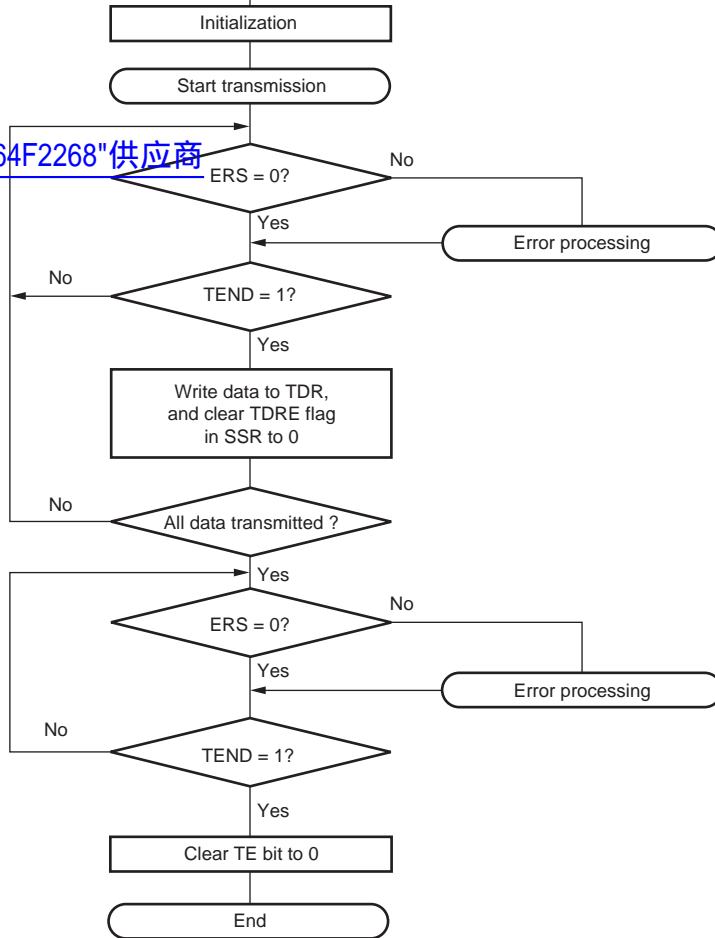 Initialization
Start transmission
64F2268"供应商
ERS = 0?
No
Yes
Error processing
No
TEND = 1?
Yes
Write data to TDR,
and clear TDRE flag
in SSR to 0
No
All data transmitted ?
Yes
No
ERS = 0?
Yes
Error processing
No
TEND = 1?
Yes
Clear TE bit to 0
End